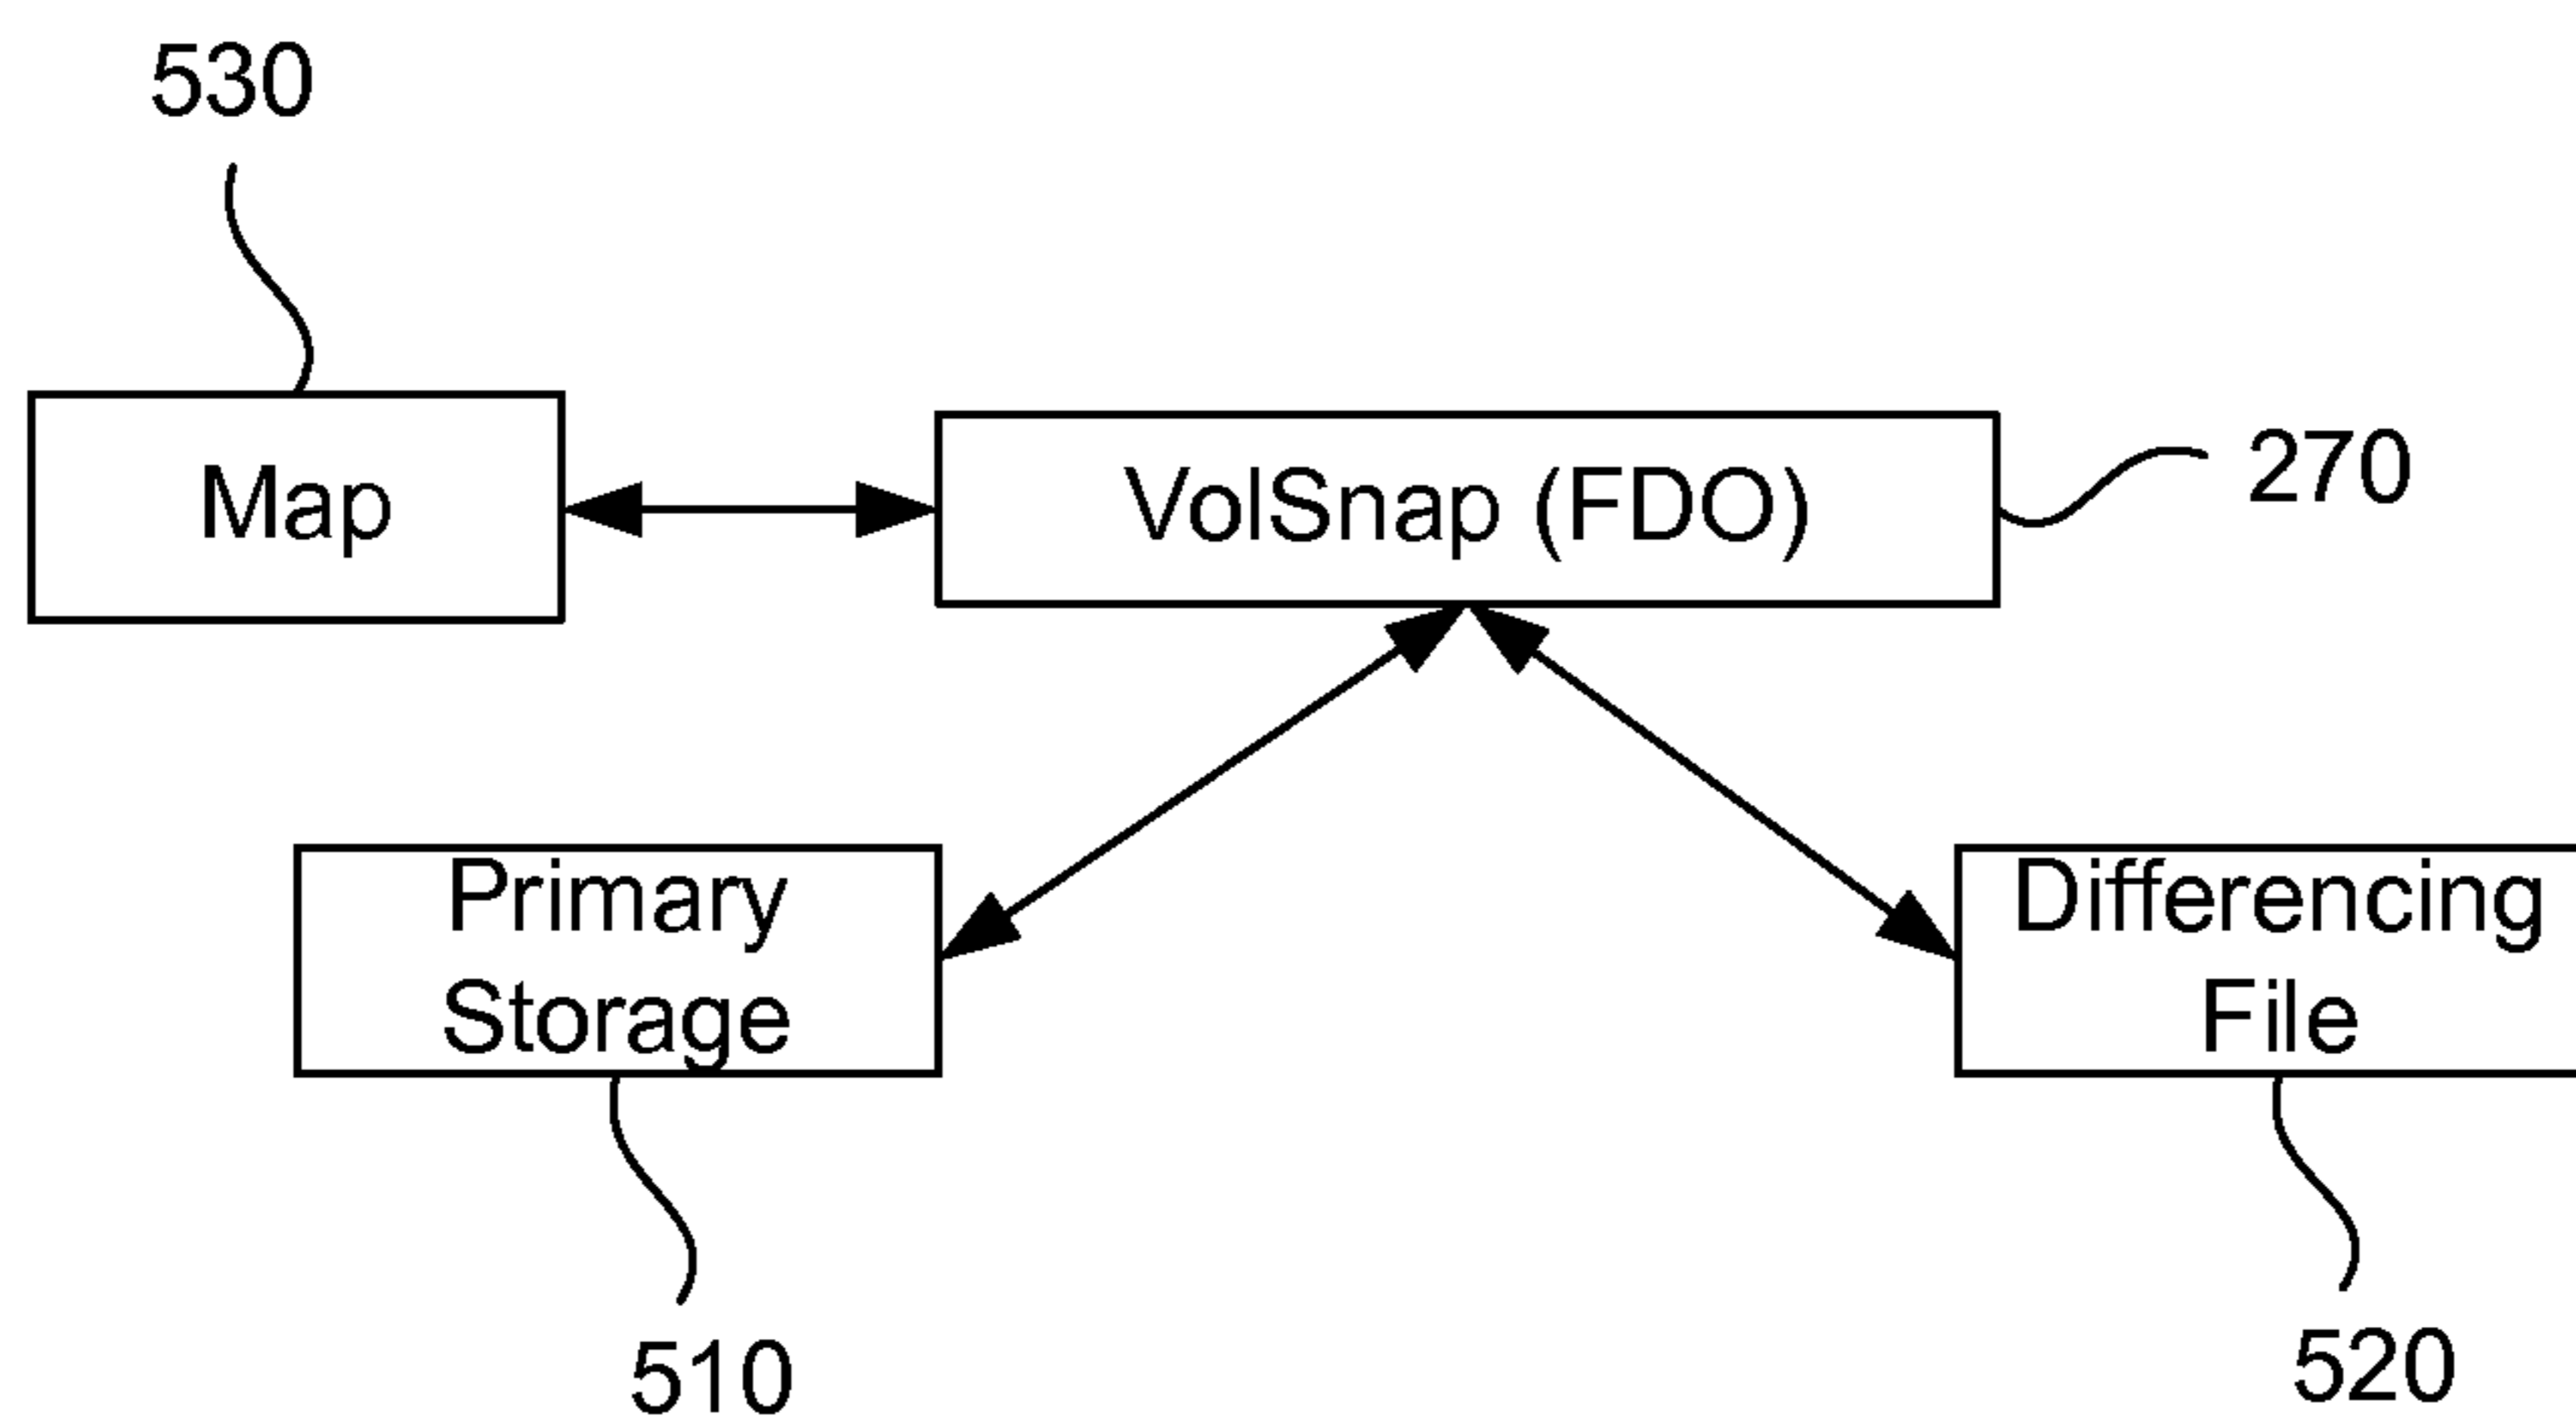 530
Map
VolSnap (FDO)
270
Primary
Storage
Differencing
File
510
520